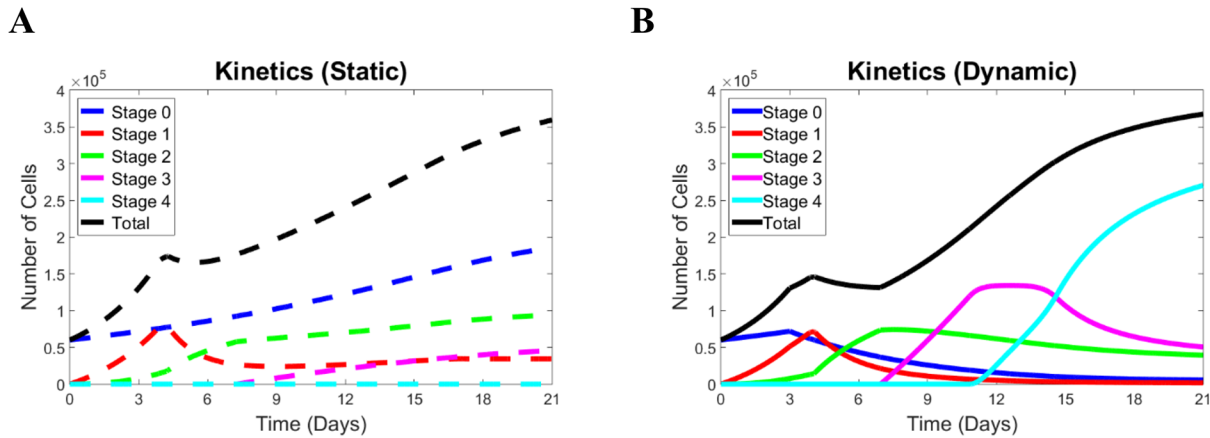 A
B
Kinetics (Static)
×10⁵
4
3.5
3
2.5
2
1.5
1
0.5
0
Number of Cells
Stage 0
Stage 1
Stage 2
Stage 3
Stage 4
Total
0 3 6 9 12 15 18 21
Time (Days)
Kinetics (Dynamic)
×10⁵
4
3.5
3
2.5
2
1.5
1
0.5
0
Number of Cells
Stage 0
Stage 1
Stage 2
Stage 3
Stage 4
Total
0 3 6 9 12 15 18 21
Time (Days)